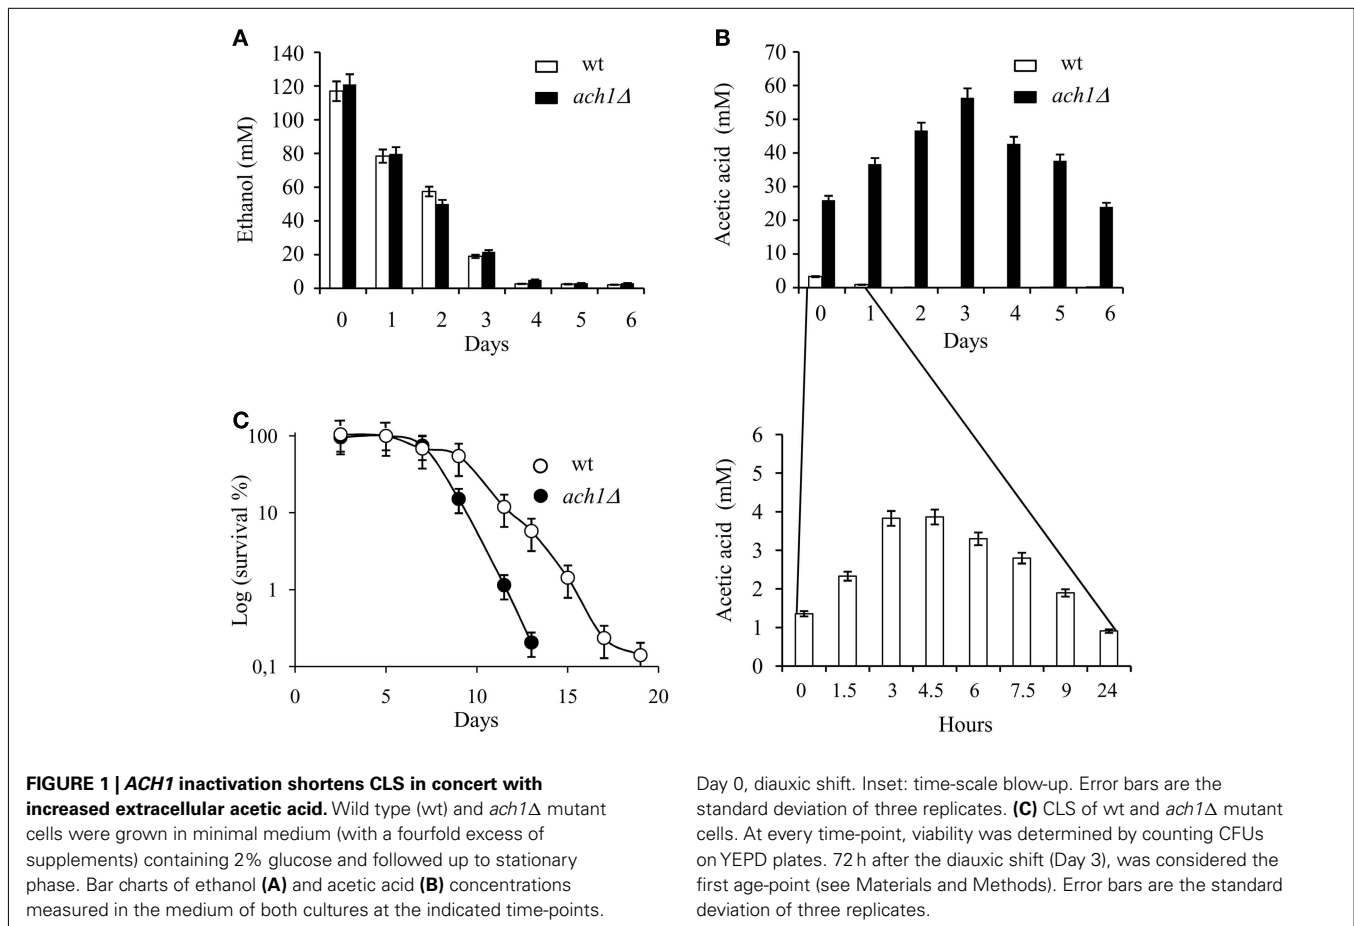 A
140
120
100
80
60
40
20
0
Ethanol (mM)
wt
ach1Δ
0 1 2 3 4 5 6
Days
B
70
60
50
40
30
20
10
0
Acetic acid (mM)
wt
ach1Δ
0 1 2 3 4 5 6
Days
C
100
10
1
0,1
Log (survival %)
wt
ach1Δ
0 5 10 15 20
Days
6
5
4
3
2
1
0
Acetic acid (mM)
0 1.5 3 4.5 6 7.5 9 24
Hours
FIGURE 1 | ACH1 inactivation shortens CLS in concert with
increased extracellular acetic acid. Wild type (wt) and ach1Δ mutant
cells were grown in minimal medium (with a fourfold excess of
supplements) containing 2% glucose and followed up to stationary
phase. Bar charts of ethanol (A) and acetic acid (B) concentrations
measured in the medium of both cultures at the indicated time-points.
Day 0, diauxic shift. Inset: time-scale blow-up. Error bars are the
standard deviation of three replicates. (C) CLS of wt and ach1Δ mutant
cells. At every time-point, viability was determined by counting CFUs
on YEPD plates. 72 h after the diauxic shift (Day 3), was considered the
first age-point (see Materials and Methods). Error bars are the standard
deviation of three replicates.